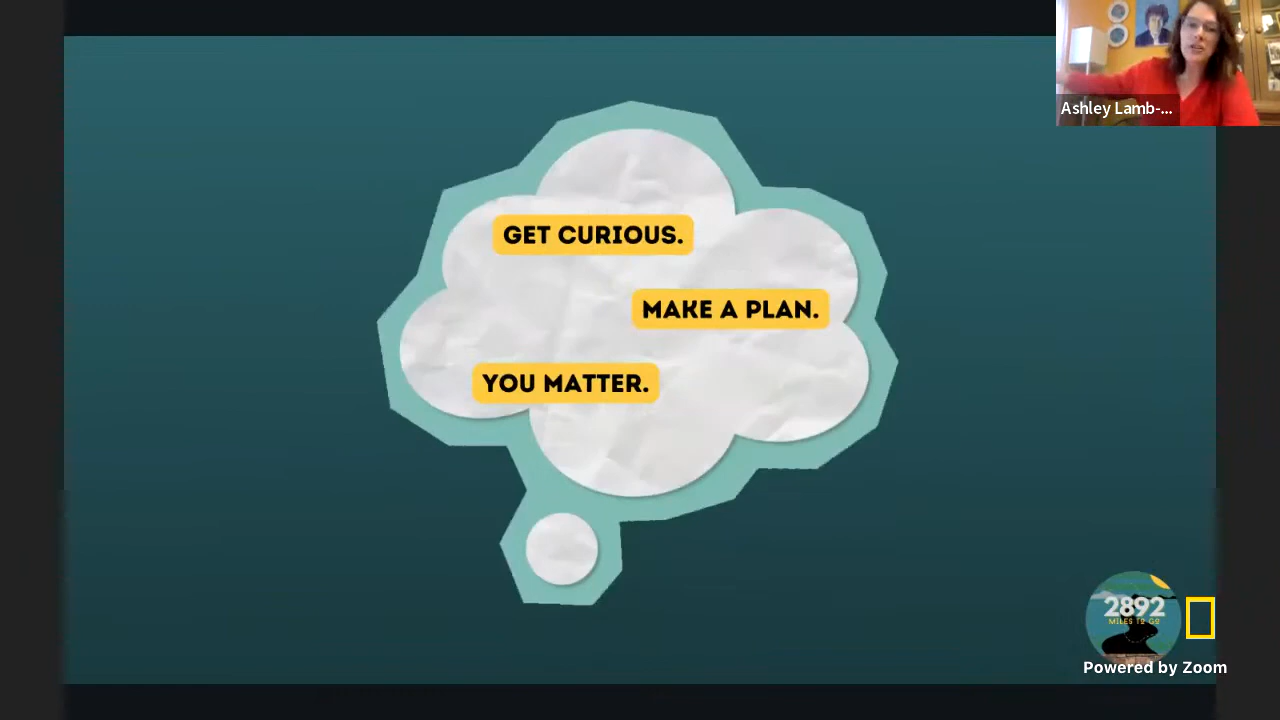 Ashley Lamb-...
GET CURIOUS.
MAKE A PLAN.
YOU MATTER.
2892
MILES TO GO
Powered by Zoom